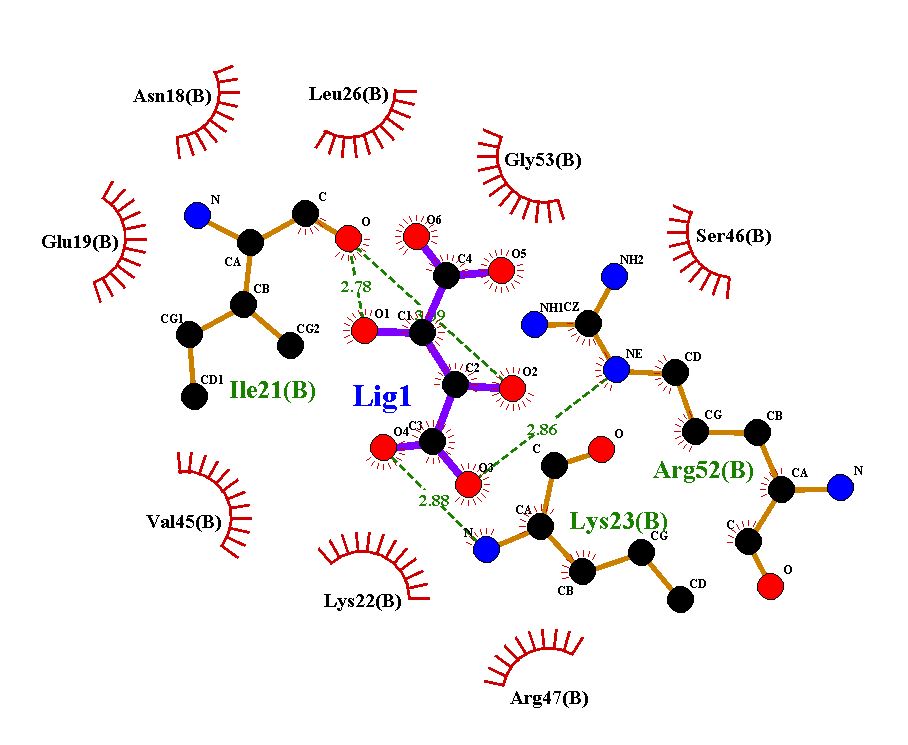 Asn18(B)
Leu26(B)
Gly53(B)
Glu19(B)
Ser46(B)
N
C
O
CA
CB
CG1
CG2
CD1
Ile21(B)
2.78
O6
O5
C4
O1
C1
C2
O2
Lig1
C3
O4
O3
2.86
2.88
NH2
NH1
CZ
NE
CD
CG
CB
CA
N
C
O
Arg52(B)
O
C
CA
N
Lys23(B)
CG
CB
CD
Val45(B)
Lys22(B)
Arg47(B)